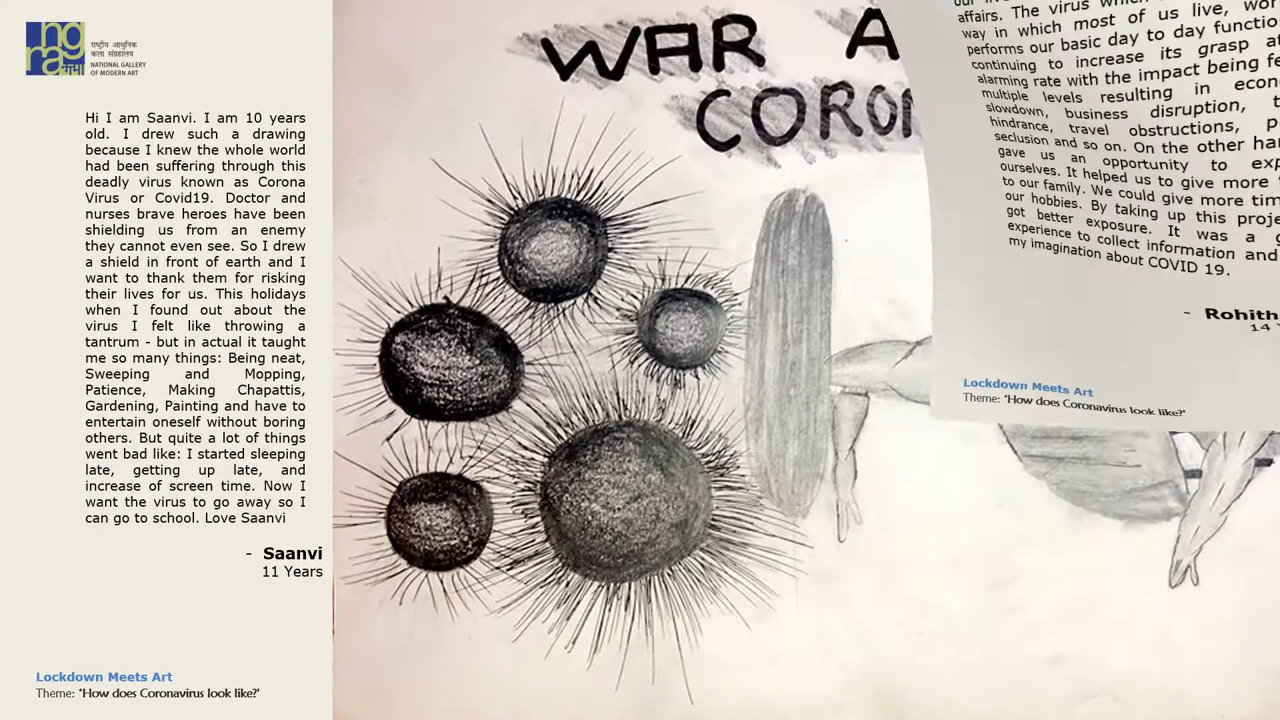 राष्ट्रीय आधुनिक
कला संग्रहालय
NATIONAL GALLERY
OF MODERN ART
Hi I am Saanvi. I am 10 years
old. I drew such a drawing
because I knew the whole world
had been suffering through this
deadly virus known as Corona
Virus or Covid19. Doctor and
nurses brave heroes have been
shielding us from an enemy
they cannot even see. So I drew
a shield in front of earth and I
want to thank them for risking
their lives for us. This holidays
when I found out about the
virus I felt like throwing a
tantrum - but in actual it taught
me so many things: Being neat,
Sweeping and Mopping,
Patience, Making Chapattis,
Gardening, Painting and have to
entertain oneself without boring
others. But quite a lot of things
went bad like: I started sleeping
late, getting up late, and
increase of screen time. Now I
want the virus to go away so I
can go to school. Love Saanvi
- Saanvi
11 Years
Lockdown Meets Art
Theme: 'How does Coronavirus look like?'
WAR A
CORON
affairs. The virus which
way in which most of us live,
performs our basic day to day
continuing to increase its grasp
alarming rate with the impact being
multiple levels resulting in
slowdown, business disruption,
hindrance, travel obstructions,
seclusion and so on. On the other
gave us an opportunity to
ourselves. It helped us to give more
to our family. We could give more
our hobbies. By taking up this
got better exposure. It was a
experience to collect information and
my imagination about COVID 19.
- Rohith
14
Lockdown Meets Art
Theme: 'How does Coronavirus look like?'